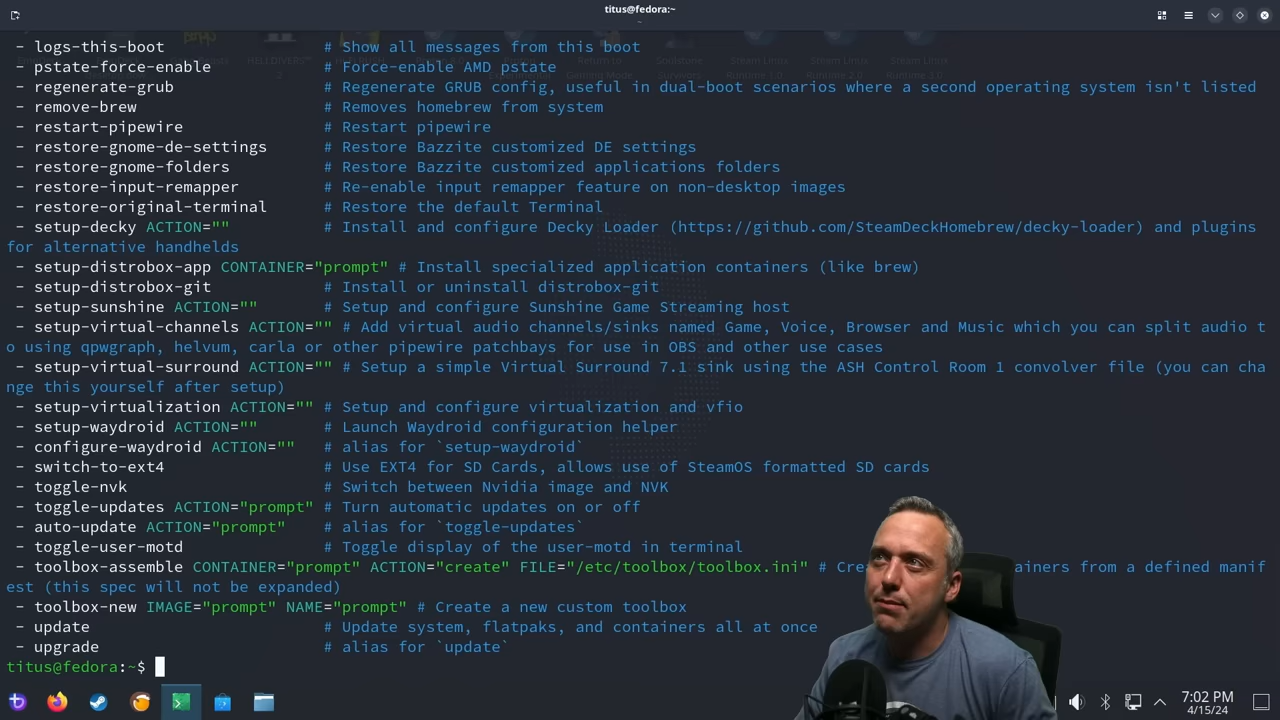 titus@fedora:~
~
- logs-this-boot # Show all messages from this boot
- pstate-force-enable # Force-enable AMD pstate
- regenerate-grub # Regenerate GRUB config, useful in dual-boot scenarios where a second operating system isn't listed
- remove-brew # Removes homebrew from system
- restart-pipewire # Restart pipewire
- restore-gnome-de-settings # Restore Bazzite customized DE settings
- restore-gnome-folders # Restore Bazzite customized applications folders
- restore-input-remapper # Re-enable input remapper feature on non-desktop images
- restore-original-terminal # Restore the default Terminal
- setup-decky ACTION="" # Install and configure Decky Loader (https://github.com/SteamDeckHomebrew/decky-loader) and plugins
for alternative handhelds
- setup-distrobox-app CONTAINER="prompt" # Install specialized application containers (like brew)
- setup-distrobox-git # Install or uninstall distrobox-git
- setup-sunshine ACTION="" # Setup and configure Sunshine Game Streaming host
- setup-virtual-channels ACTION="" # Add virtual audio channels/sinks named Game, Voice, Browser and Music which you can split audio t
o using qpwgraph, helvum, carla or other pipewire patchbays for use in OBS and other use cases
- setup-virtual-surround ACTION="" # Setup a simple Virtual Surround 7.1 sink using the ASH Control Room 1 convolver file (you can cha
nge this yourself after setup)
- setup-virtualization ACTION="" # Setup and configure virtualization and vfio
- setup-waydroid ACTION="" # Launch Waydroid configuration helper
- configure-waydroid ACTION="" # alias for `setup-waydroid`
- switch-to-ext4 # Use EXT4 for SD Cards, allows use of SteamOS formatted SD cards
- toggle-nvk # Switch between Nvidia image and NVK
- toggle-updates ACTION="prompt" # Turn automatic updates on or off
- auto-update ACTION="prompt" # alias for `toggle-updates`
- toggle-user-motd # Toggle display of the user-motd in terminal
- toolbox-assemble CONTAINER="prompt" ACTION="create" FILE="/etc/toolbox/toolbox.ini" # Cre ainers from a defined manif
est (this spec will not be expanded)
- toolbox-new IMAGE="prompt" NAME="prompt" # Create a new custom toolbox
- update # Update system, flatpaks, and containers all at once
- upgrade # alias for `update`
titus@fedora:~$
7:02 PM
4/15/24